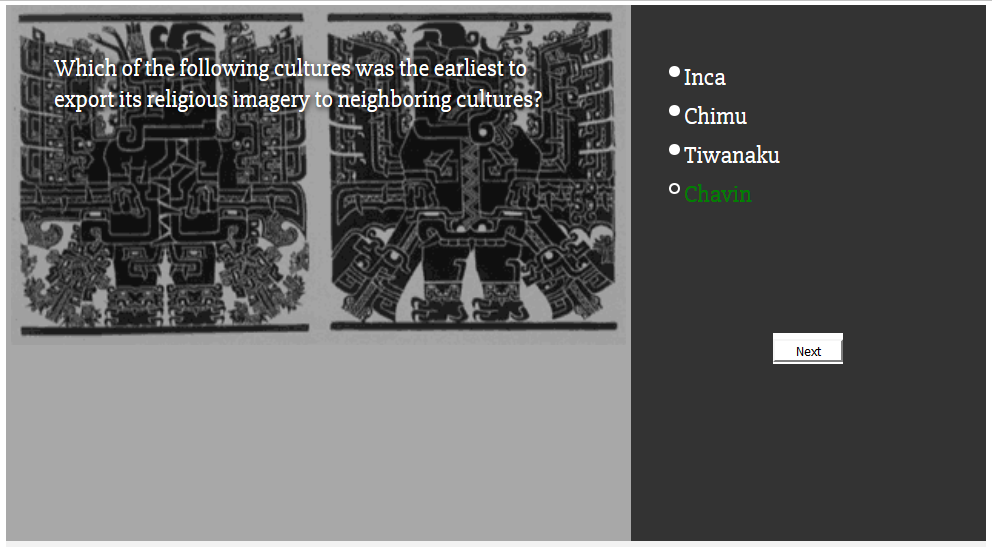 Which of the following cultures was the earliest to
export its religious imagery to neighboring cultures?
Inca
Chimu
Tiwanaku
Chavin
Next